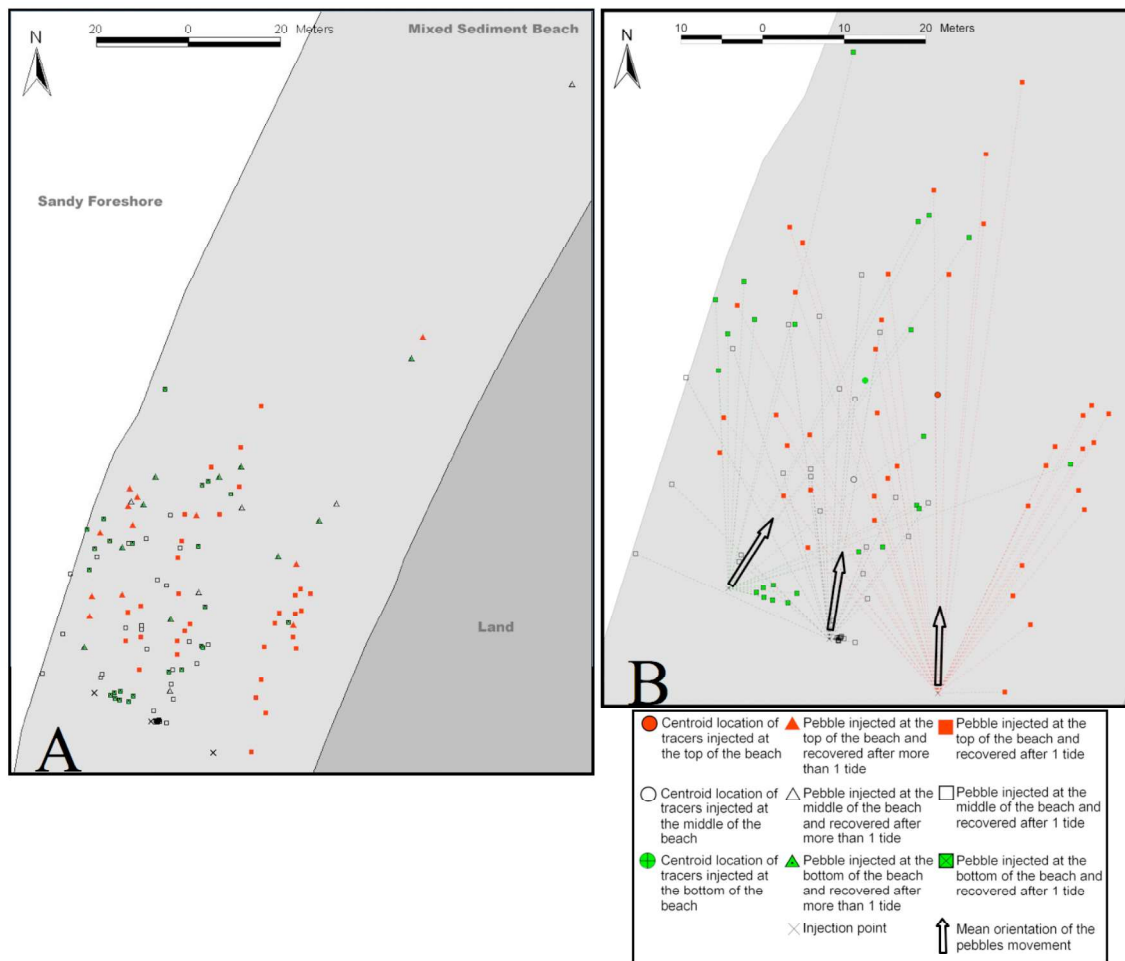 20 0 20 Meters
Mixed Sediment Beach
N
Sandy Foreshore
Land
A
10 0 10 20 Meters
N
B
Centroid location of
tracers injected at
the top of the beach
Pebble injected at the
top of the beach and
recovered after more
than 1 tide
Pebble injected at the
top of the beach and
recovered after 1 tide
Centroid location of
tracers injected at
the middle of the
beach
Pebble injected at the
middle of the beach
and recovered after
more than 1 tide
Pebble injected at the
middle of the beach and
recovered after 1 tide
Centroid location of
tracers injected at
the bottom of the
beach
Pebble injected at the
bottom of the beach
and recovered after
more than 1 tide
Pebble injected at the
bottom of the beach and
recovered after 1 tide
Injection point
Mean orientation of the
pebbles movement